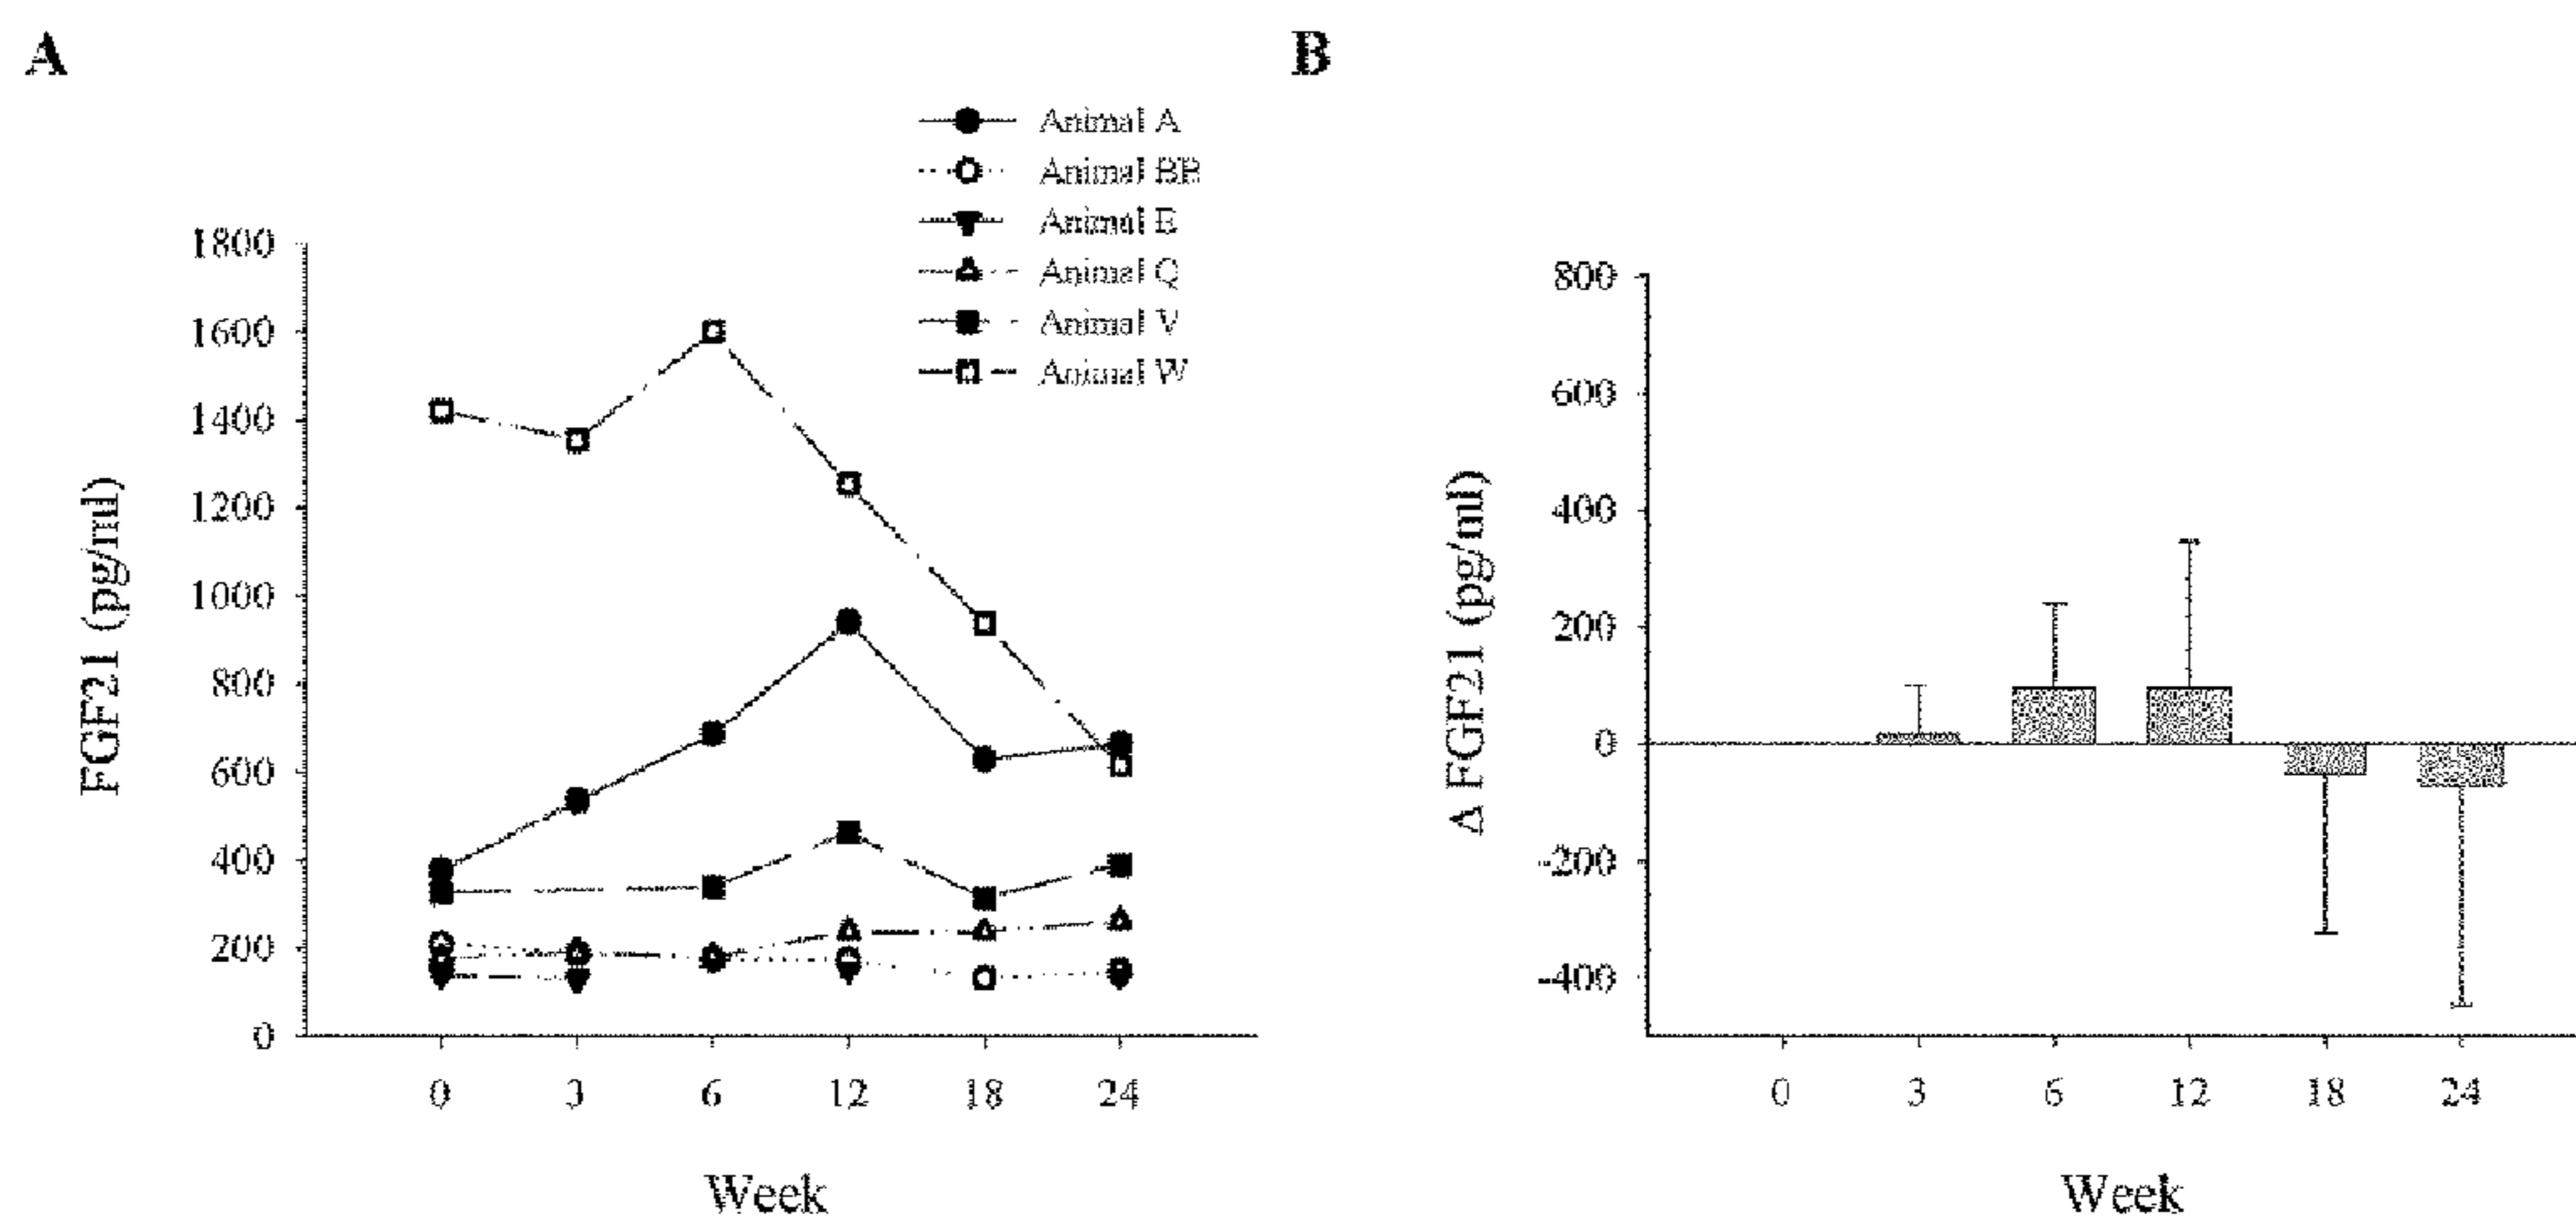 A
B
Animal A
Animal BB
Animal E
Animal Q
Animal V
Animal W
FGF21 (pg/ml)
1800
1600
1400
1200
1000
800
600
400
200
0
0 3 6 12 18 24
Week
Δ FGF21 (pg/ml)
800
600
400
200
0
-200
-400
0 3 6 12 18 24
Week